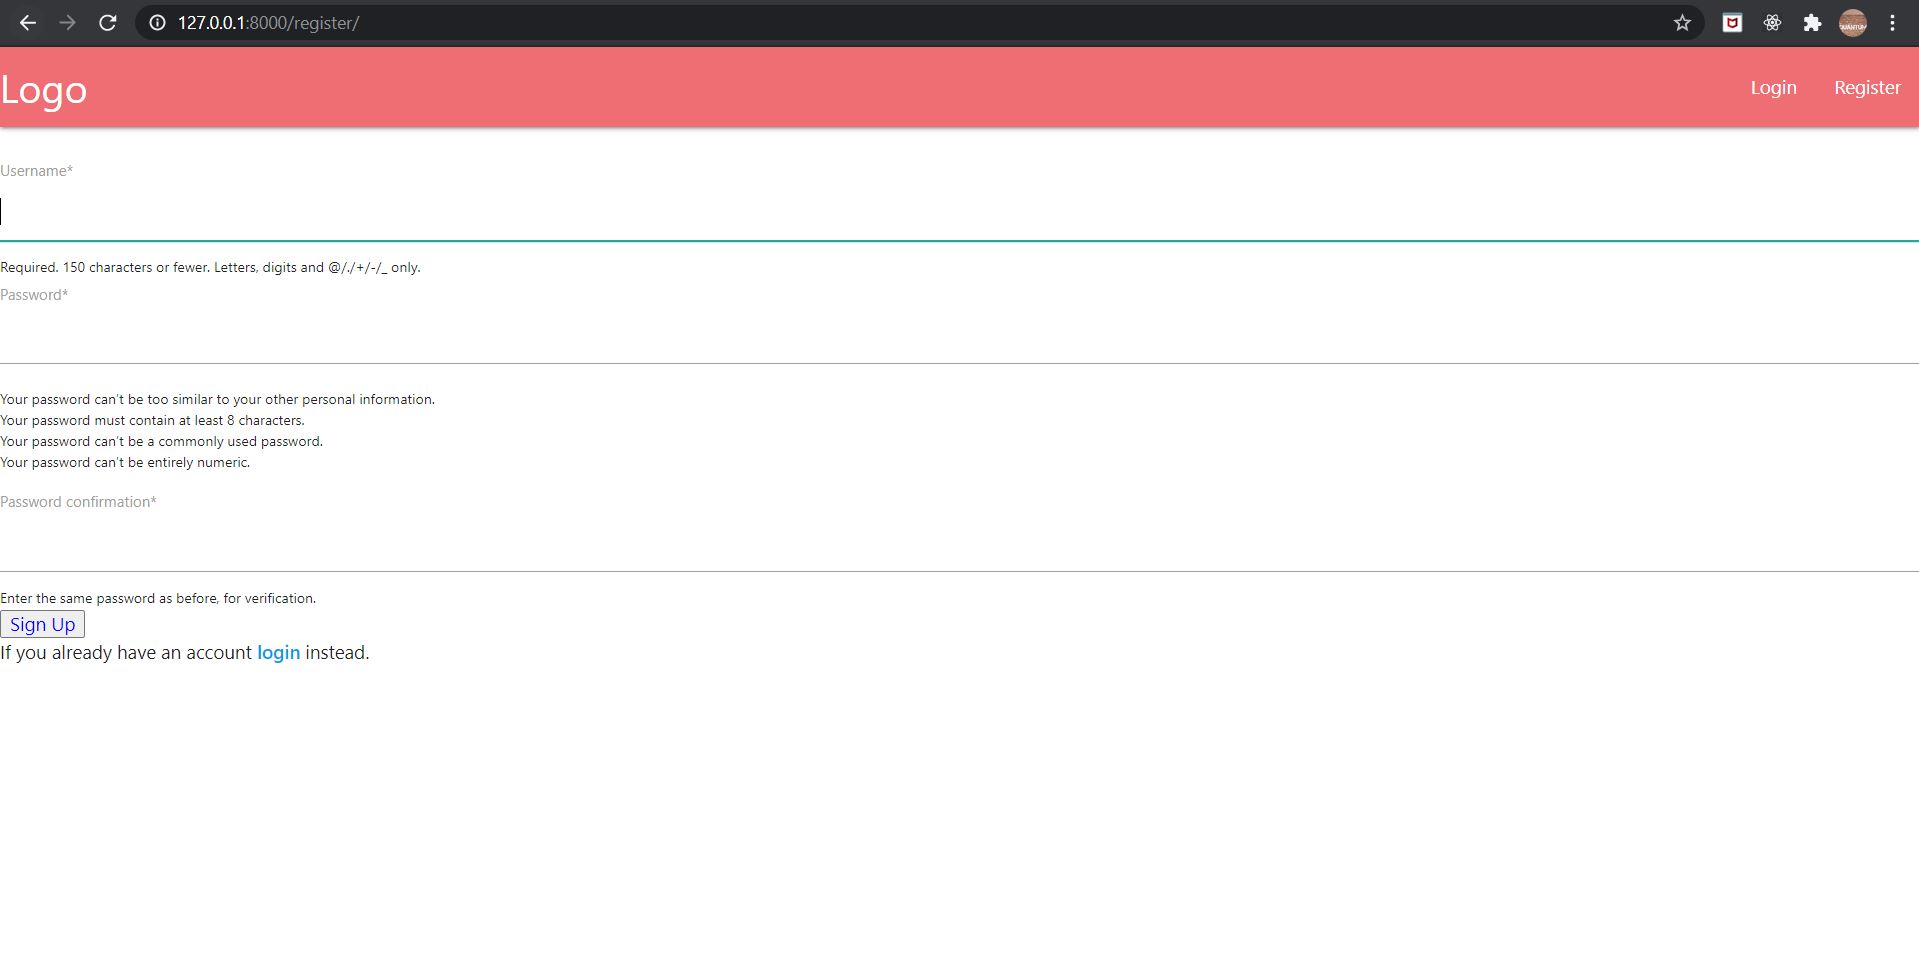 127.0.0.1:8000/register/
Logo
Login Register
Username*
Required. 150 characters or fewer. Letters, digits and @/./+/-/_ only.
Password*
Your password can't be too similar to your other personal information.
Your password must contain at least 8 characters.
Your password can't be a commonly used password.
Your password can't be entirely numeric.
Password confirmation*
Enter the same password as before, for verification.
Sign Up
If you already have an account login instead.